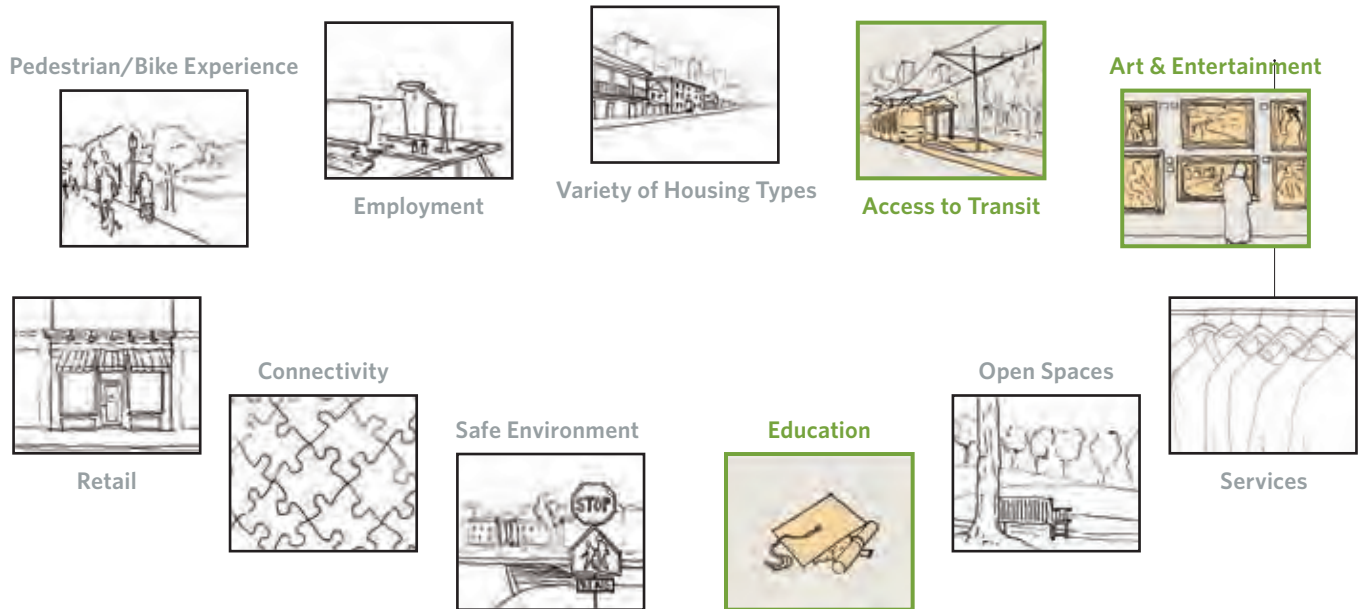 Pedestrian/Bike Experience
Employment
Variety of Housing Types
Access to Transit
Art & Entertainment
Retail
Connectivity
Safe Environment
STOP
Education
Open Spaces
Services